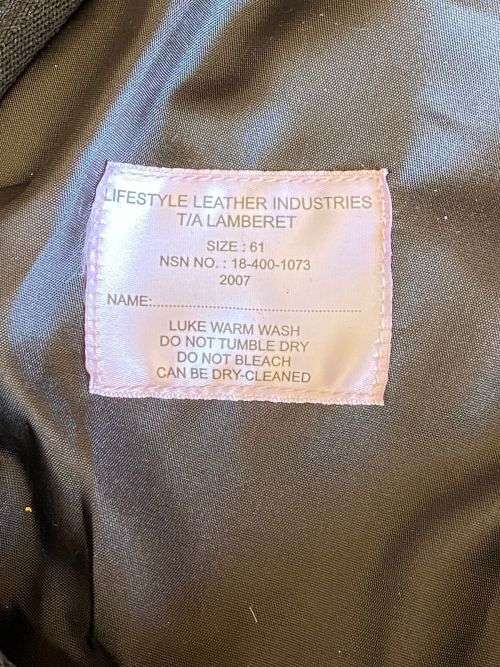 LIFESTYLE LEATHER INDUSTRIES
T/A LAMBERET
SIZE : 61
NSN NO. : 18-400-1073
2007
NAME:..............................................
LUKE WARM WASH
DO NOT TUMBLE DRY
DO NOT BLEACH
CAN BE DRY-CLEANED